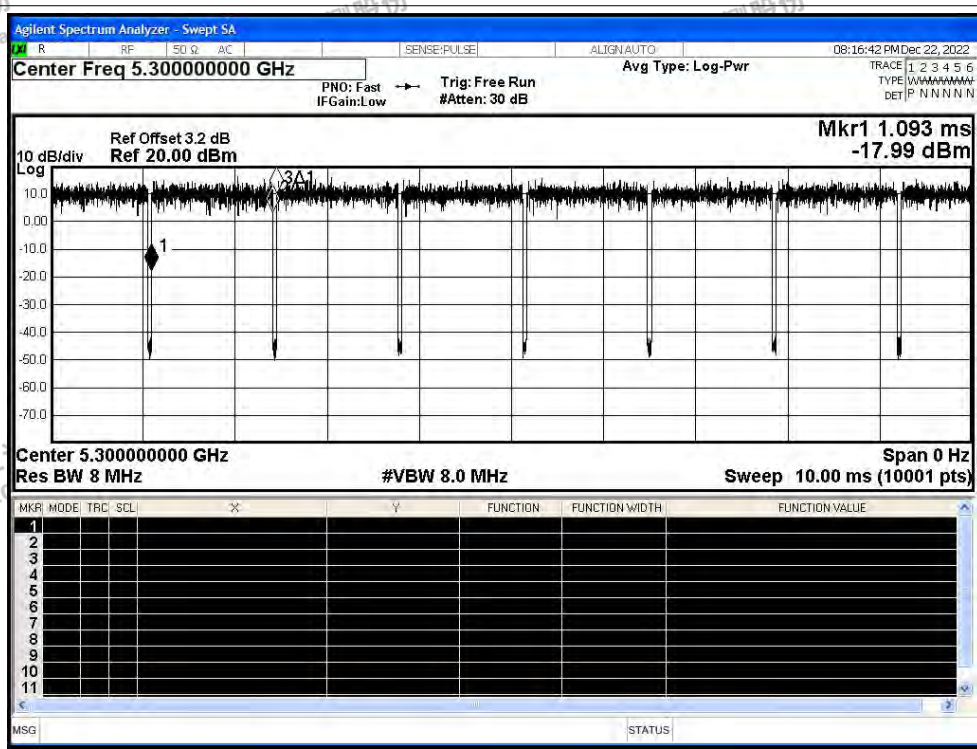 Agilent Spectrum Analyzer - Swept SA
R RF 50 Ω AC SENSE:PULSE ALIGN AUTO 08:16:42 PM Dec 22, 2022
Center Freq 5.300000000 GHz
Avg Type: Log-Pwr
TRACE 1 2 3 4 5 6
PNO: Fast Trig: Free Run
TYPE WWWWWW
IFGain:Low #Atten: 30 dB
DET P N N N N N
Mkr1 1.093 ms
Ref Offset 3.2 dB
10 dB/div Ref 20.00 dBm
-17.99 dBm
Log
3Δ1
10.0
0.00
1
-10.0
-20.0
-30.0
-40.0
-50.0
-60.0
-70.0
Center 5.300000000 GHz Span 0 Hz
Res BW 8 MHz #VBW 8.0 MHz Sweep 10.00 ms (10001 pts)
MKR MODE TRC SCL X Y FUNCTION FUNCTION WIDTH FUNCTION VALUE
1
2
3
4
5
6
7
8
9
10
11
MSG STATUS